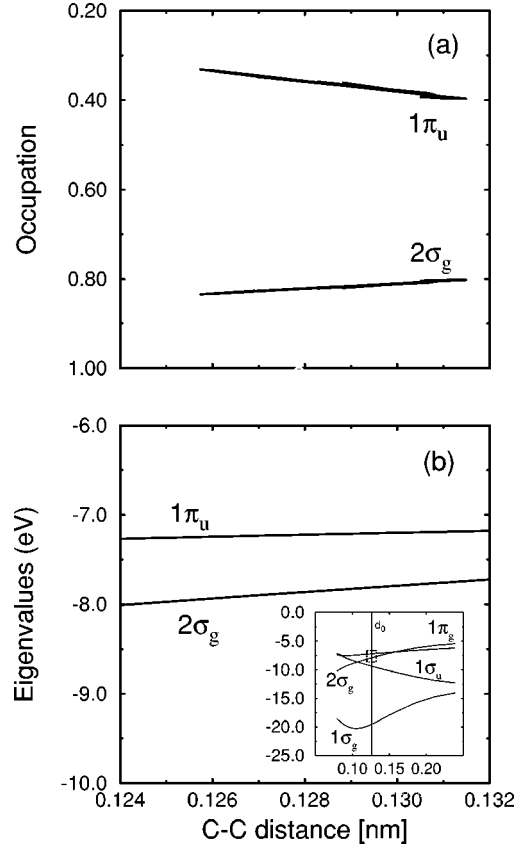 0.20
(a)
0.40
1πᵤ
Occupation
0.60
2σg
0.80
1.00
-6.0
(b)
1πᵤ
-7.0
Eigenvalues (eV)
-8.0
2σg
0.0
d₀
1πg
-5.0
-10.0
2σg
1σᵤ
-15.0
-20.0
1σg
-25.0
0.10 0.15 0.20
-9.0
-10.0
0.124 0.126 0.128 0.130 0.132
C-C distance [nm]